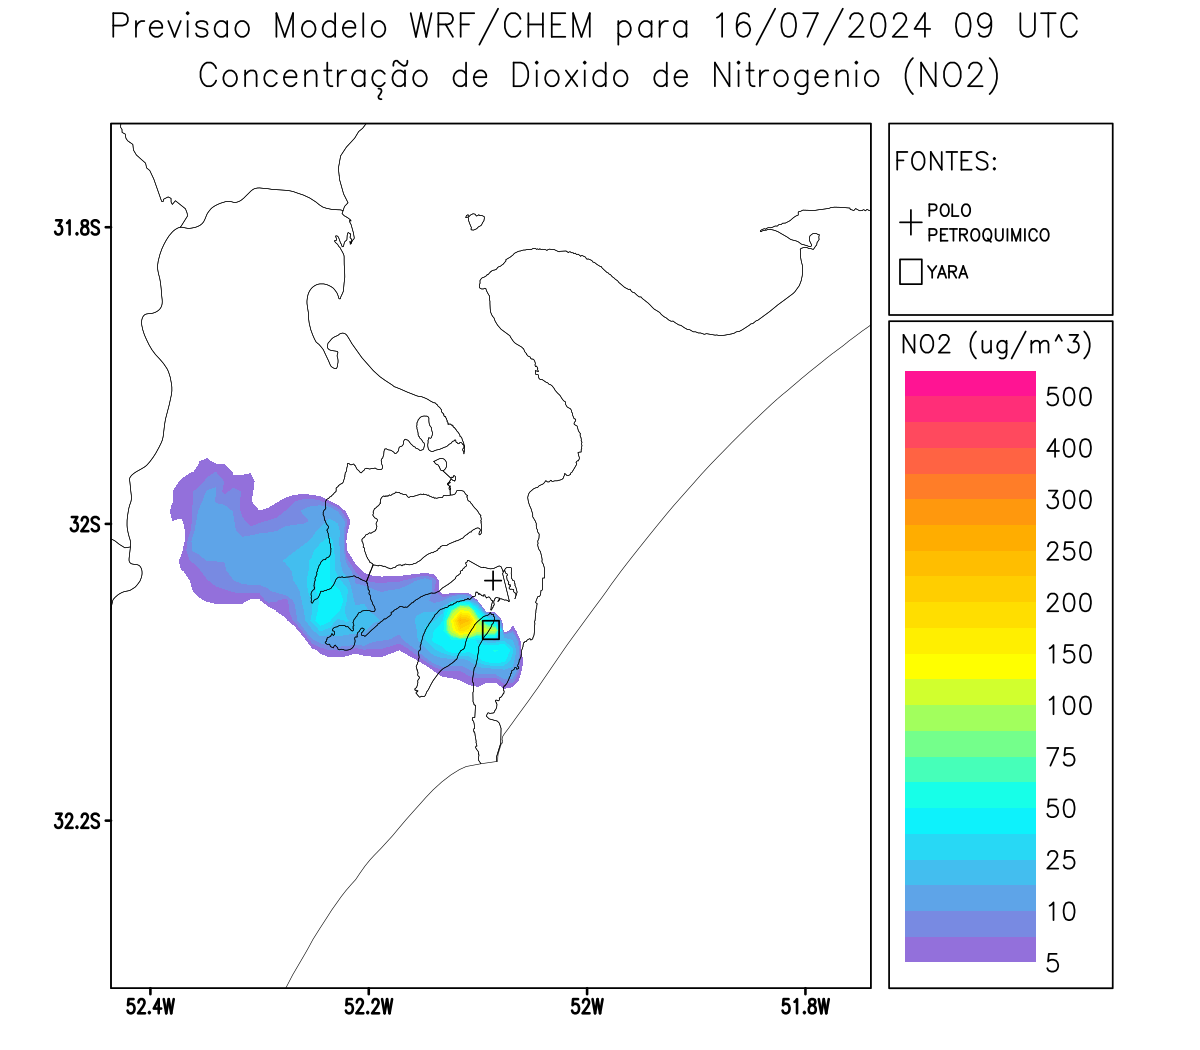 Previsao Modelo WRF/CHEM para 16/07/2024 09 UTC
Concentração de Dioxido de Nitrogenio (NO2)
FONTES:
POLO
PETROQUIMICO
YARA
NO2 (ug/m^3)
500
400
300
250
200
150
100
75
50
25
10
5
31.8S
32S
32.2S
52.4W
52.2W
52W
51.8W